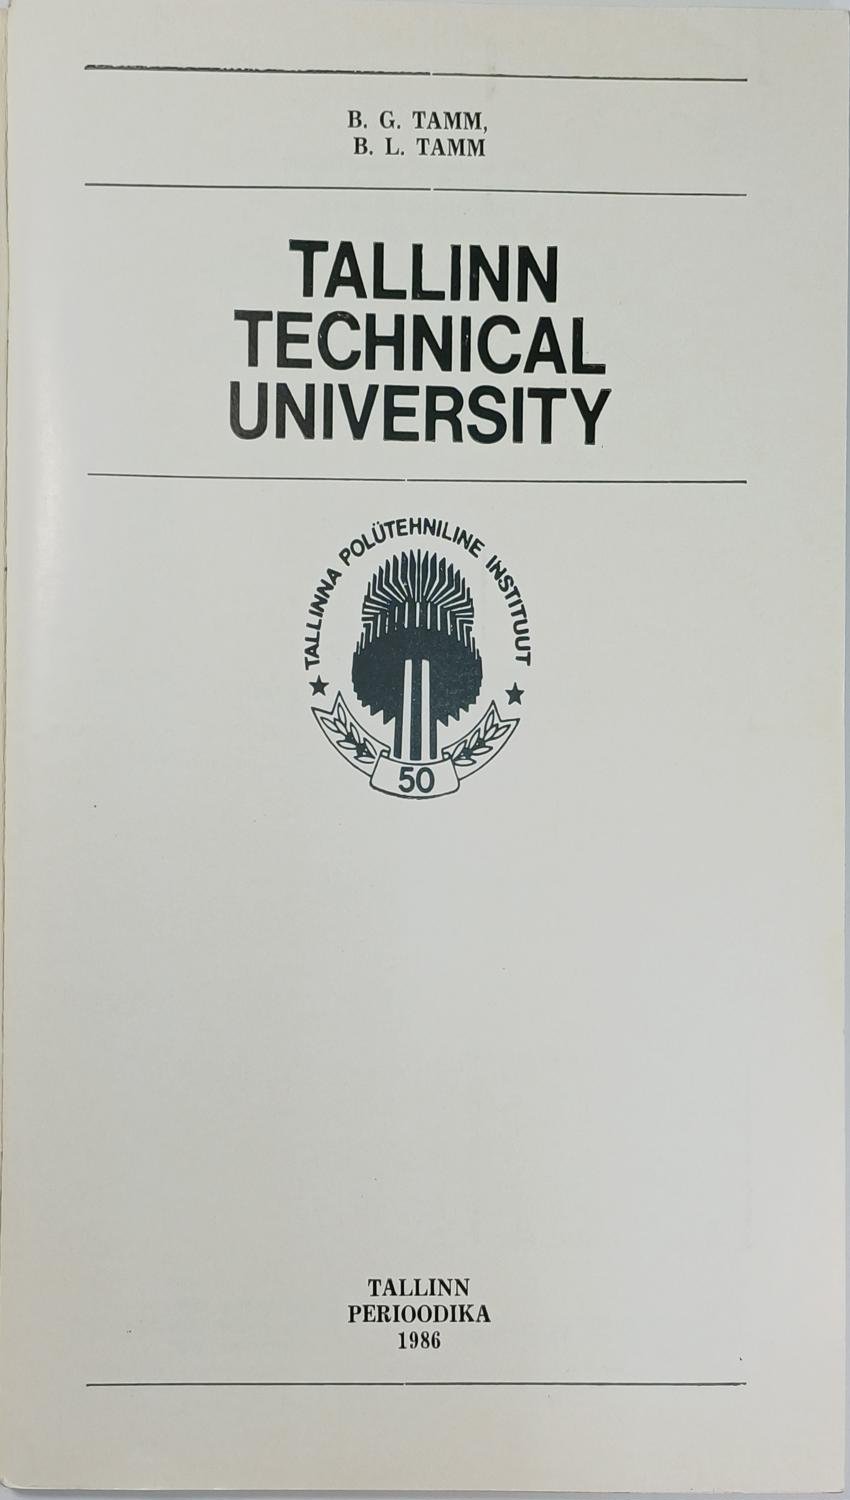 B. G. TAMM,
B. L. TAMM
TALLINN
TECHNICAL
UNIVERSITY
TALLINNA POLÜTEHNILINE INSTITUUT
50
TALLINN
PERIOODIKA
1986